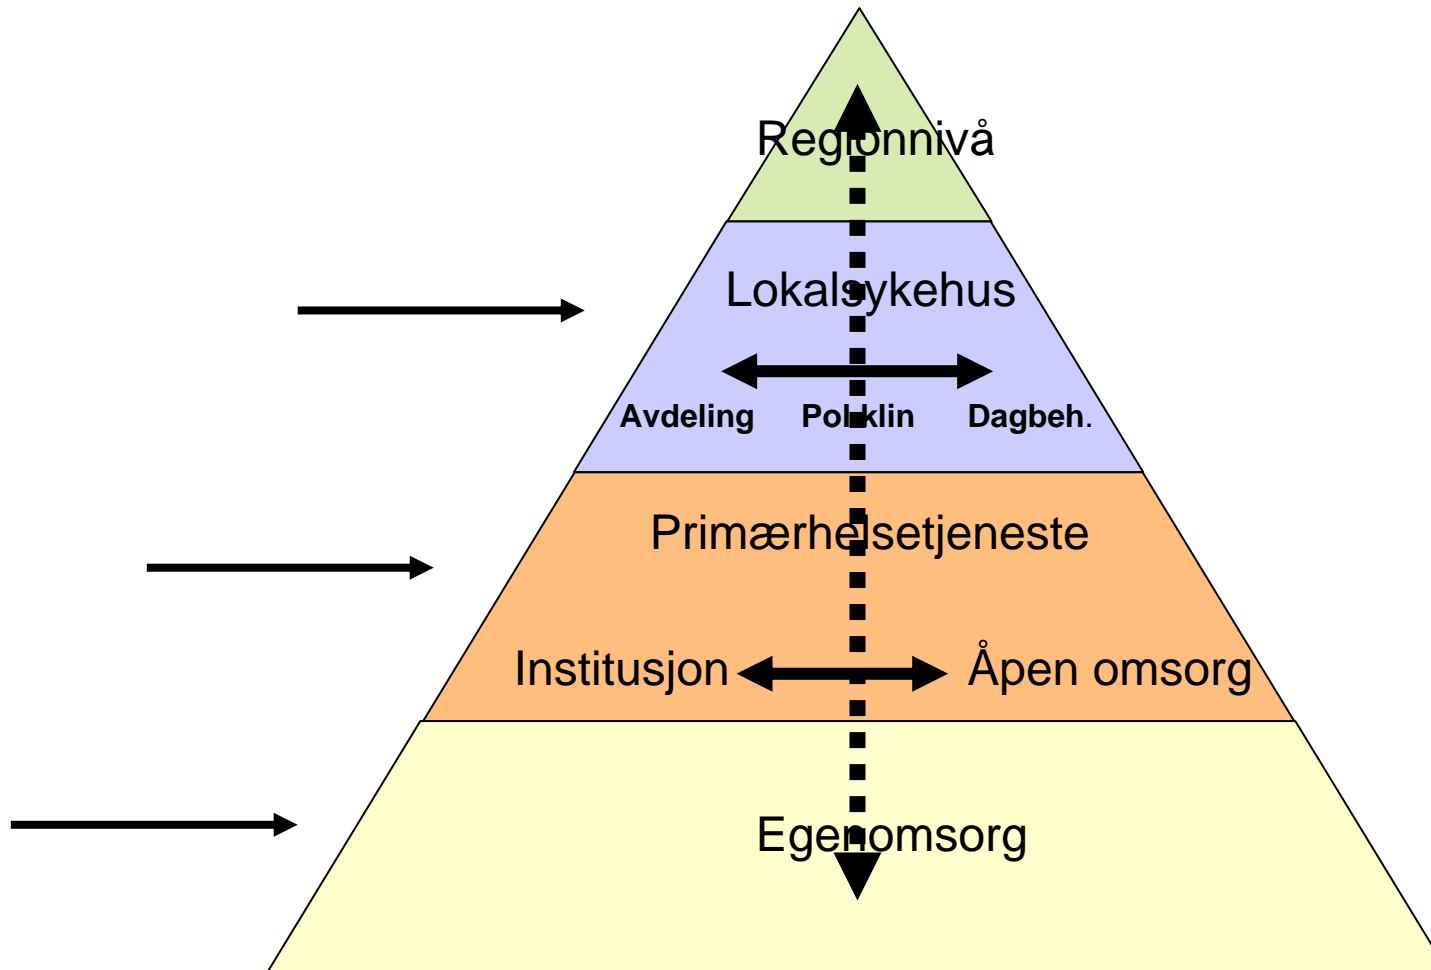 Regionnivå
Lokalsykehus
Avdeling Poliklin Dagbeh.
Primærhelsetjeneste
Institusjon Åpen omsorg
Egenomsorg